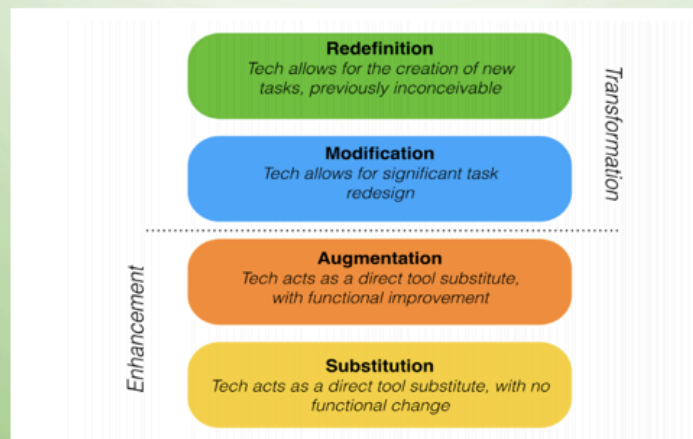 Redefinition
Tech allows for the creation of new
tasks, previously inconceivable
Transformation
Modification
Tech allows for significant task
redesign
Augmentation
Tech acts as a direct tool substitute,
with functional improvement
Enhancement
Substitution
Tech acts as a direct tool substitute, with no
functional change